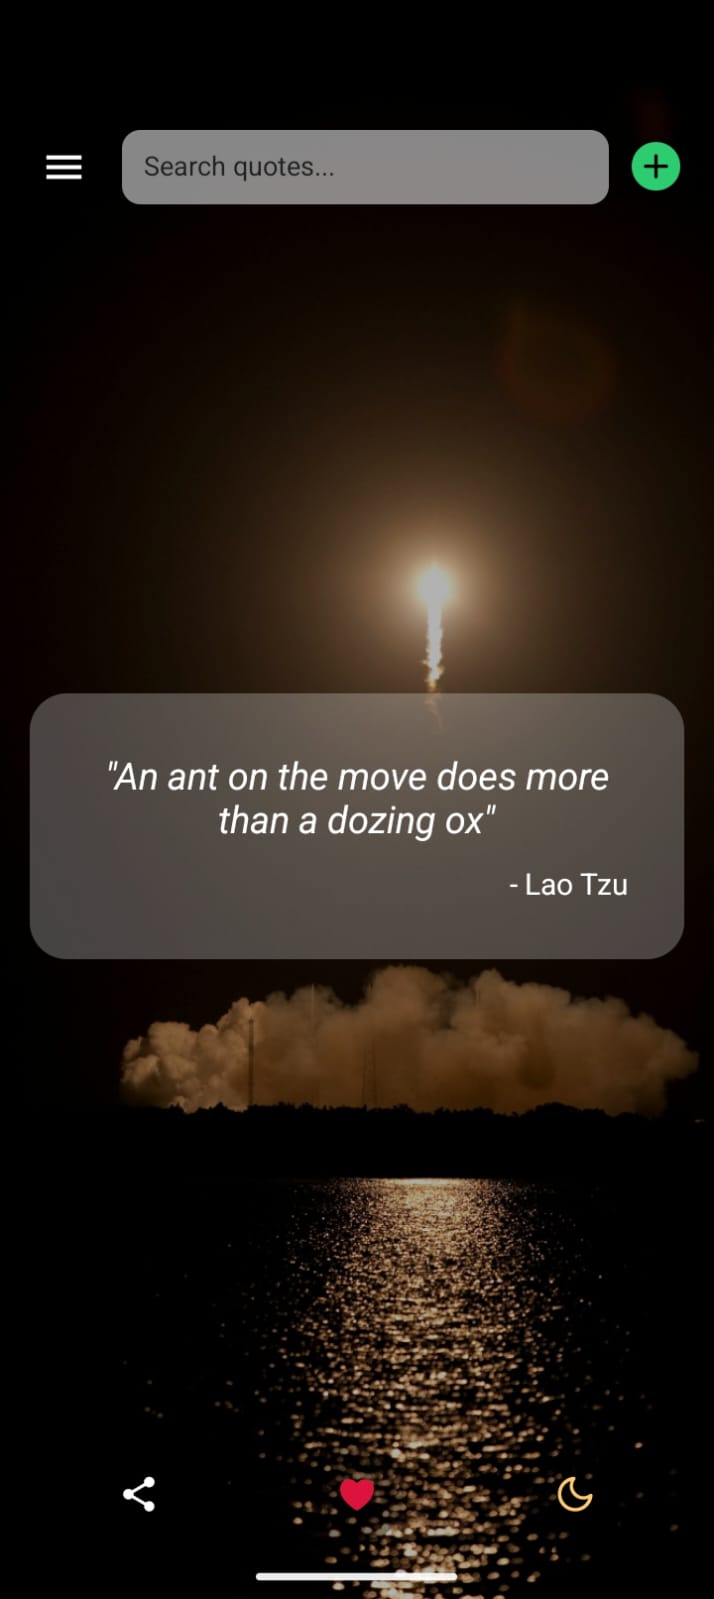 Search quotes...
"An ant on the move does more
than a dozing ox"
- Lao Tzu